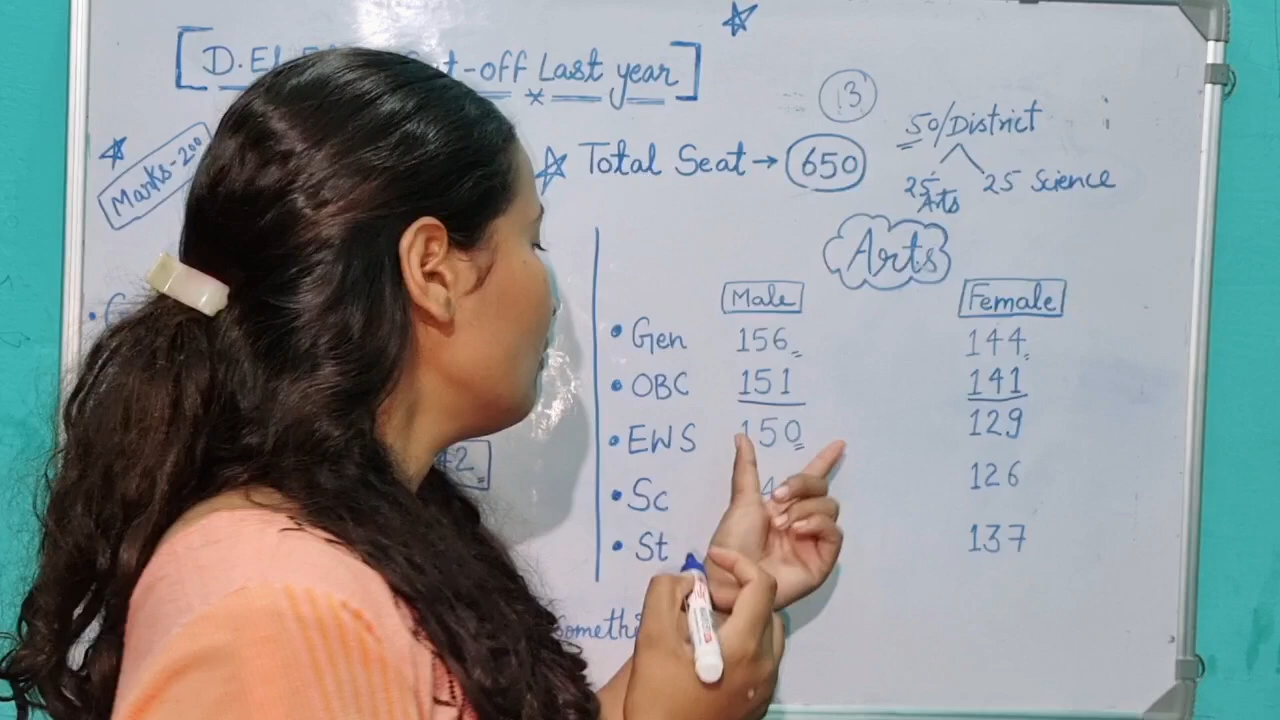 [ D.El t-off Last year ]
Marks-200
13
50/District
25 Arts 25 Science
Total Seat → 650
Arts
Male Female
• Gen 156 144
• OBC 151 141
• EWS 150 129
• Sc 126
• St 137